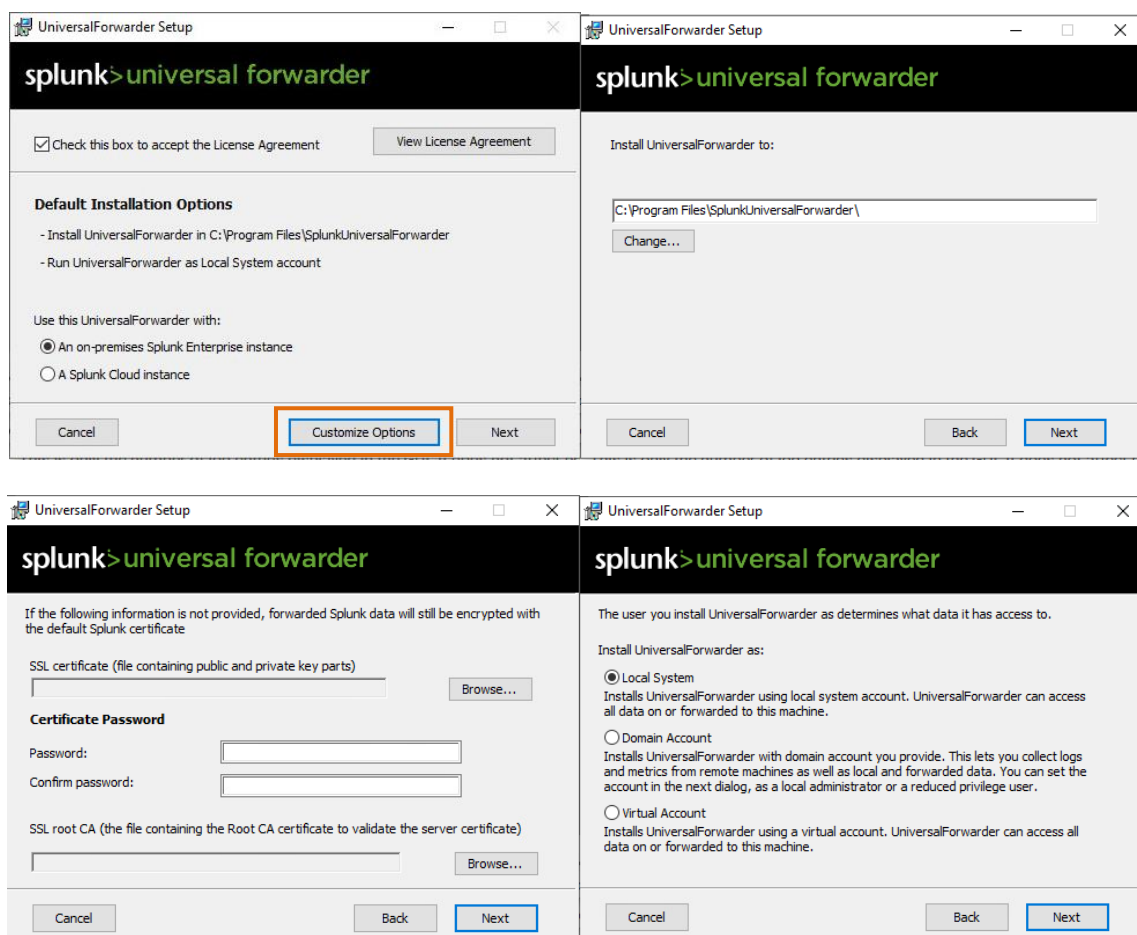 UniversalForwarder Setup
splunk>universal forwarder
Check this box to accept the License Agreement
View License Agreement
Default Installation Options
- Install UniversalForwarder in C:\Program Files\SplunkUniversalForwarder
- Run UniversalForwarder as Local System account
Use this UniversalForwarder with:
An on-premises Splunk Enterprise instance
A Splunk Cloud instance
Cancel
Customize Options
Next
UniversalForwarder Setup
splunk>universal forwarder
Install UniversalForwarder to:
C:\Program Files\SplunkUniversalForwarder\
Change...
Cancel
Back
Next
UniversalForwarder Setup
splunk>universal forwarder
If the following information is not provided, forwarded Splunk data will still be encrypted with
the default Splunk certificate
SSL certificate (file containing public and private key parts)
Browse...
Certificate Password
Password:
Confirm password:
SSL root CA (the file containing the Root CA certificate to validate the server certificate)
Browse...
Cancel
Back
Next
UniversalForwarder Setup
splunk>universal forwarder
The user you install UniversalForwarder as determines what data it has access to.
Install UniversalForwarder as:
Local System
Installs UniversalForwarder using local system account. UniversalForwarder can access
all data on or forwarded to this machine.
Domain Account
Installs UniversalForwarder with domain account you provide. This lets you collect logs
and metrics from remote machines as well as local and forwarded data. You can set the
account in the next dialog, as a local administrator or a reduced privilege user.
Virtual Account
Installs UniversalForwarder using a virtual account. UniversalForwarder can access all
data on or forwarded to this machine.
Cancel
Back
Next